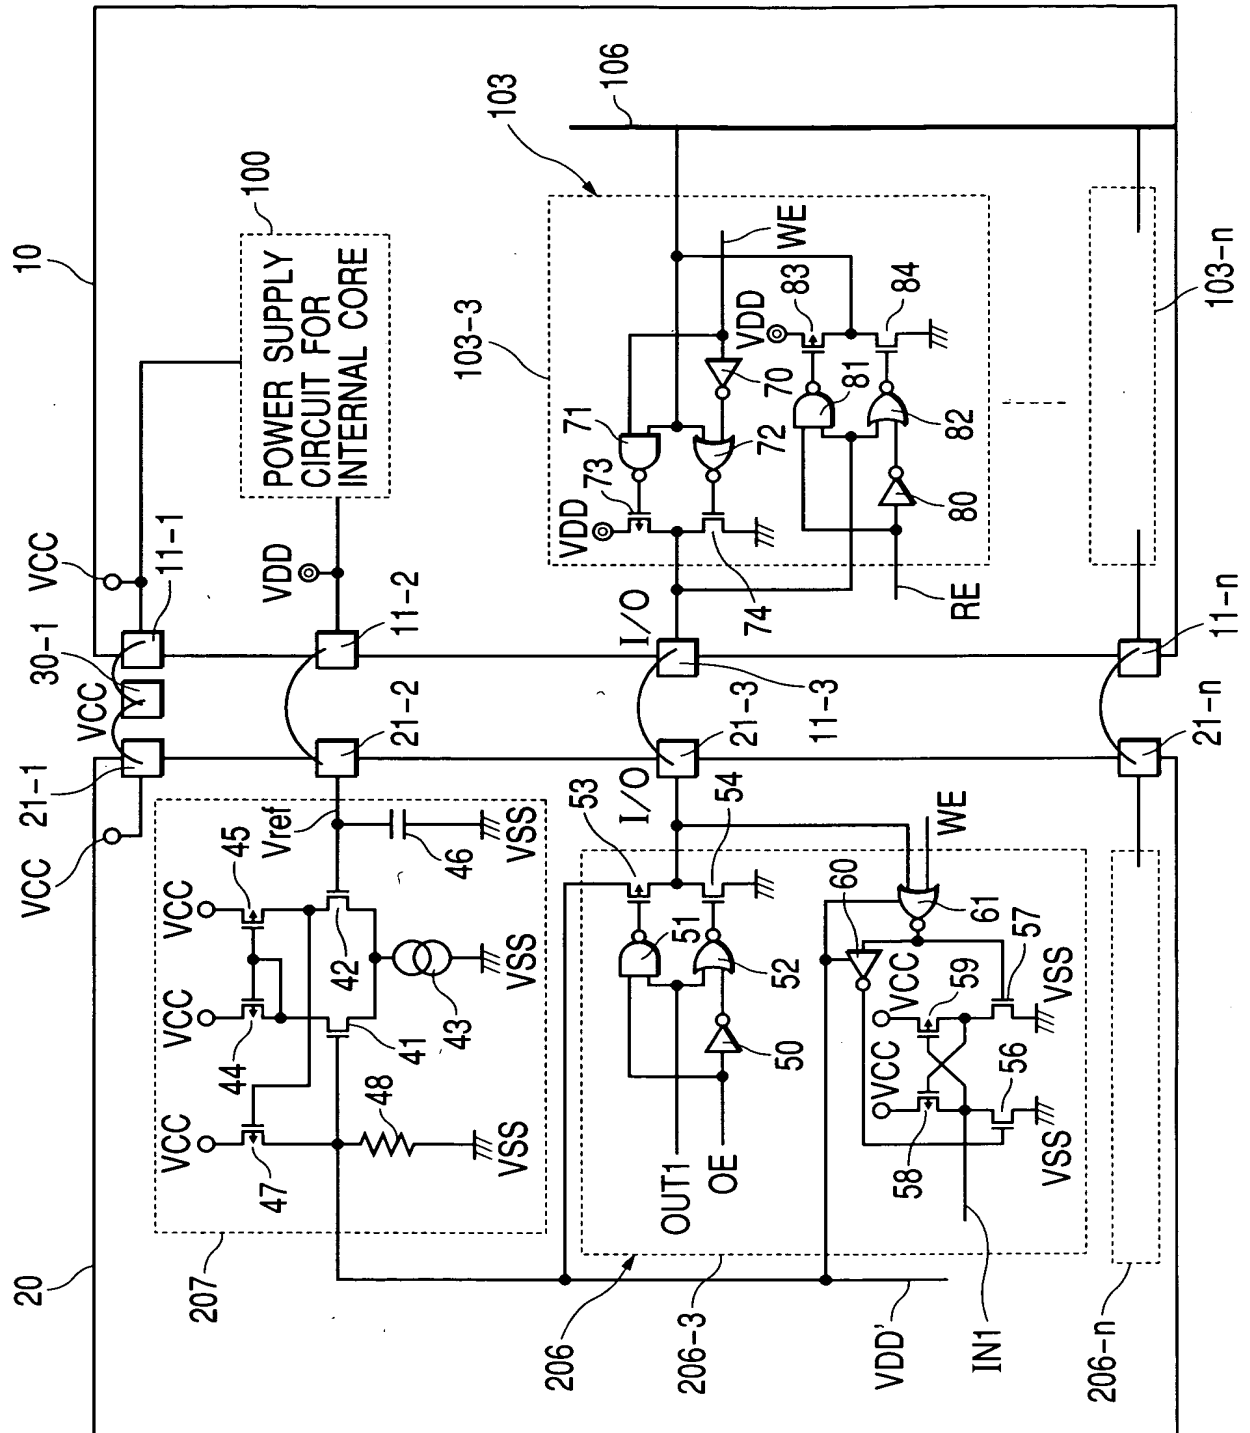 10
VCC
30-1
VCC
11-1
21-1
VCC
20
100
POWER SUPPLY
CIRCUIT FOR
INTERNAL CORE
VDD
11-2
21-2
Vref
VCC
45
VCC
44
VCC
47
42
41
43
46
48
VSS
VSS
VSS
207
103
106
103-3
71
WE
VDD
73
70
72
74
VDD
83
81
84
82
80
RE
I/O
11-3
I/O
21-3
53
54
51
52
50
OUT1
OE
WE
60
61
VCC
59
57
VCC
58
56
VSS
VSS
206
206-3
VDD'
IN1
103-n
11-n
21-n
206-n